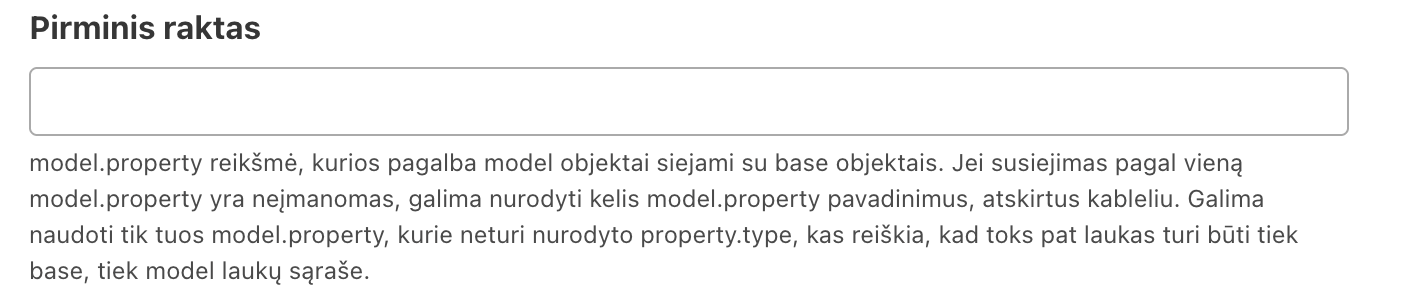 Pirminis raktas
model.property reikšmė, kurios pagalba model objektai siejami su base objektais. Jei susiejimas pagal vieną
model.property yra neįmanomas, galima nurodyti kelis model.property pavadinimus, atskirtus kableliu. Galima
naudoti tik tuos model.property, kurie neturi nurodyto property.type, kas reiškia, kad toks pat laukas turi būti tiek
base, tiek model laukų sąraše.